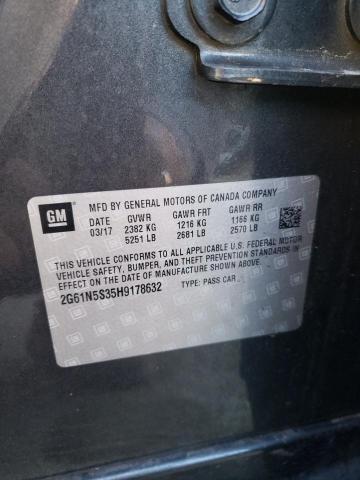 GM
MFD BY GENERAL MOTORS OF CANADA COMPANY
DATE GVWR GAWR FRT GAWR RR
03/17 2382 KG 1216 KG 1166 KG
5251 LB 2681 LB 2570 LB
THIS VEHICLE CONFORMS TO ALL APPLICABLE U.S. FEDERAL MOTOR
VEHICLE SAFETY, BUMPER, AND THEFT PREVENTION STANDARDS IN
EFFECT ON THE DATE OF MANUFACTURE SHOWN ABOVE.
2G61N5S35H9178632 TYPE: PASS CAR